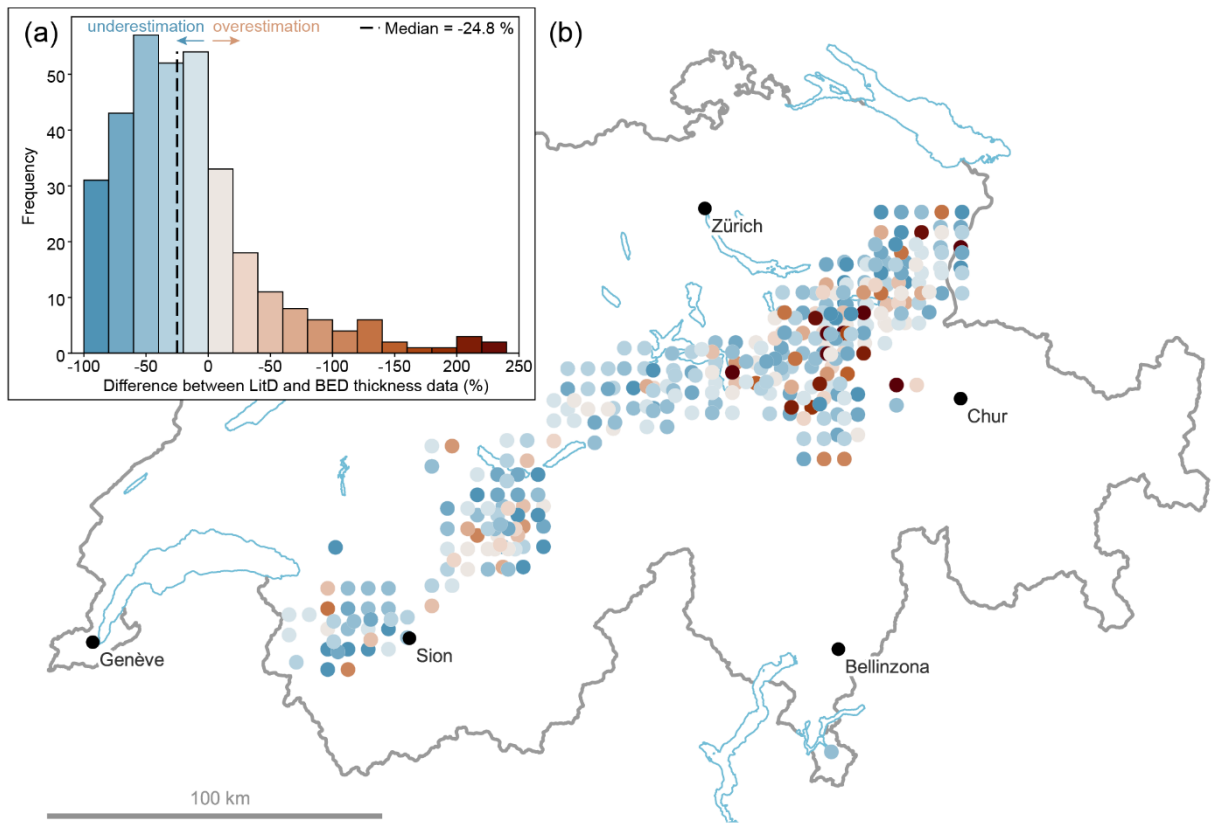 (a)
underestimation
overestimation
Median = -24.8 %
(b)
50
40
30
20
10
0
Frequency
-100
-50
0
-50
-100
-150
-200
250
Difference between LitD and BED thickness data (%)
Zürich
Chur
Genève
Sion
Bellinzona
100 km